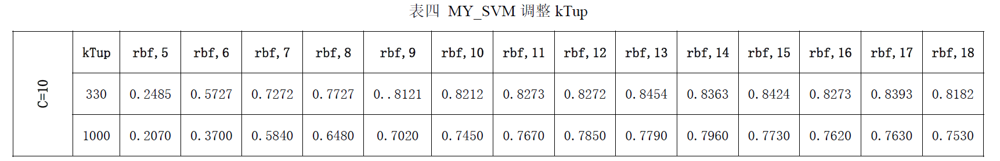 表四 MY_SVM 调整 kTup
C=10
kTup rbf,5 rbf,6 rbf,7 rbf,8 rbf,9 rbf,10 rbf,11 rbf,12 rbf,13 rbf,14 rbf,15 rbf,16 rbf,17 rbf,18
330 0.2485 0.5727 0.7272 0.7727 0..8121 0.8212 0.8273 0.8272 0.8454 0.8363 0.8424 0.8273 0.8393 0.8182
1000 0.2070 0.3700 0.5840 0.6480 0.7020 0.7450 0.7670 0.7850 0.7790 0.7960 0.7730 0.7620 0.7630 0.7530